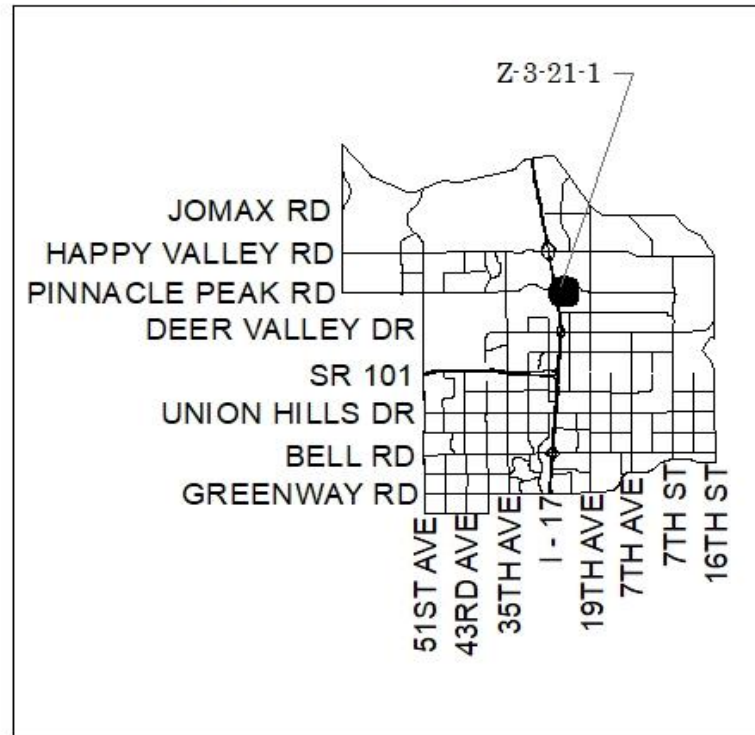 Z-3-21-1
JOMAX RD
HAPPY VALLEY RD
PINNACLE PEAK RD
DEER VALLEY DR
SR 101
UNION HILLS DR
BELL RD
GREENWAY RD
51ST AVE
43RD AVE
35TH AVE
I - 17
19TH AVE
7TH AVE
7TH ST
16TH ST